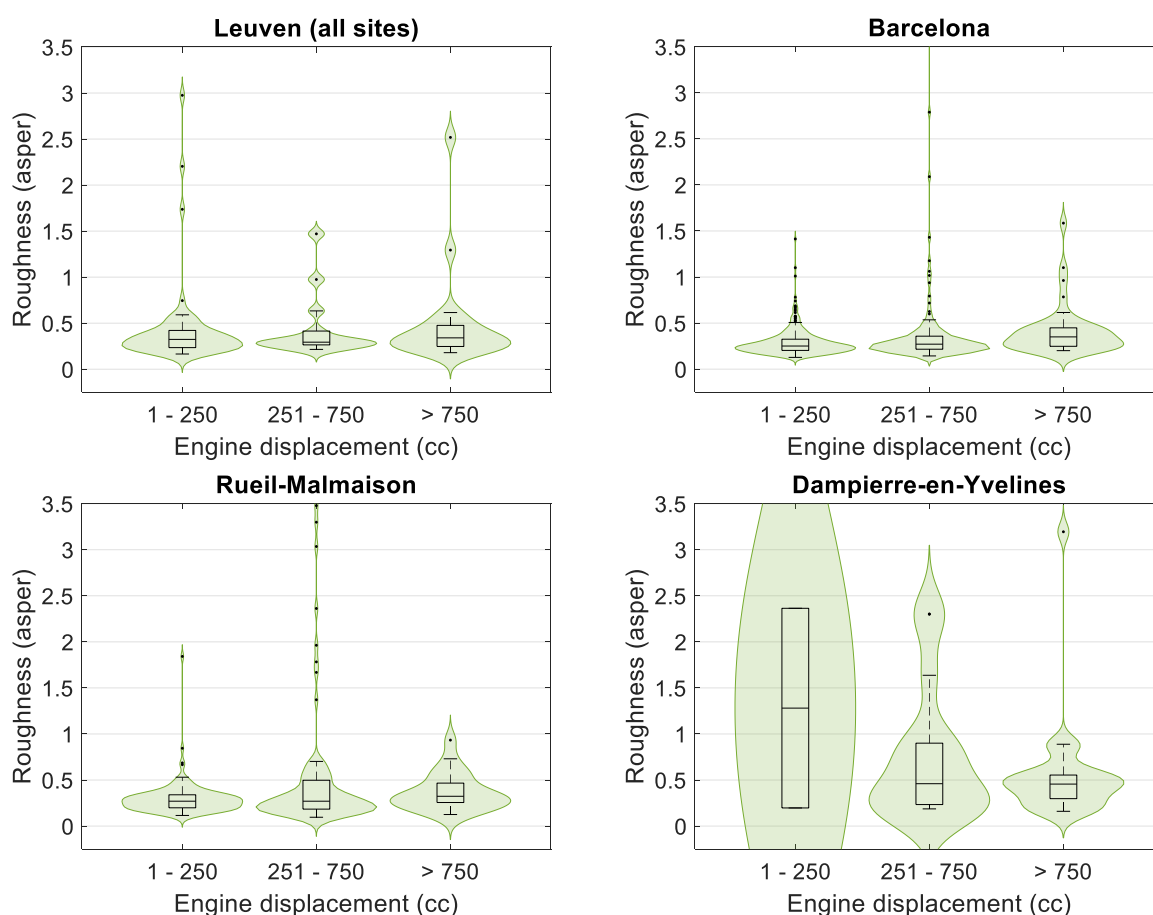 Leuven (all sites)
Roughness (asper)
3.5
3
2.5
2
1.5
1
0.5
0
1 - 250
251 - 750
> 750
Engine displacement (cc)
Barcelona
Roughness (asper)
3.5
3
2.5
2
1.5
1
0.5
0
1 - 250
251 - 750
> 750
Engine displacement (cc)
Rueil-Malmaison
Roughness (asper)
3.5
3
2.5
2
1.5
1
0.5
0
1 - 250
251 - 750
> 750
Engine displacement (cc)
Dampierre-en-Yvelines
Roughness (asper)
3.5
3
2.5
2
1.5
1
0.5
0
1 - 250
251 - 750
> 750
Engine displacement (cc)